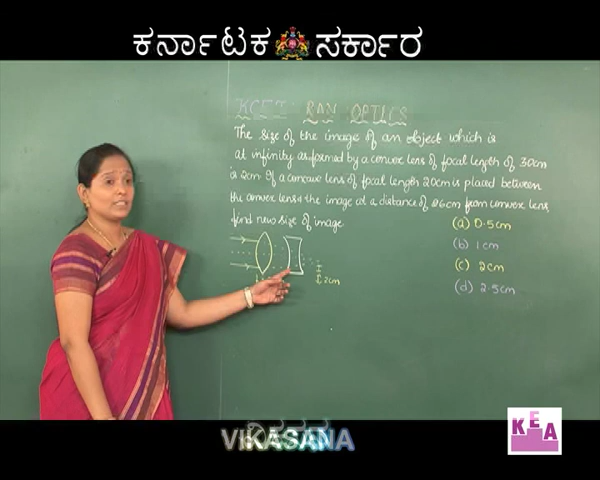 ಕರ್ನಾಟಕ ಸರ್ಕಾರ
KCET RAY OPTICS
The size of the image of an object which is
at infinity as formed by a convex lens of focal length of 30cm
is 2cm If a concave lens of focal length 20cm is placed between
the convex lens & the image at a distance of 26cm from convex lens
find new size of image
(a) 0.5cm
(b) 1cm
(c) 2cm
(d) 2.5cm
2cm
VIKASANA
KEA